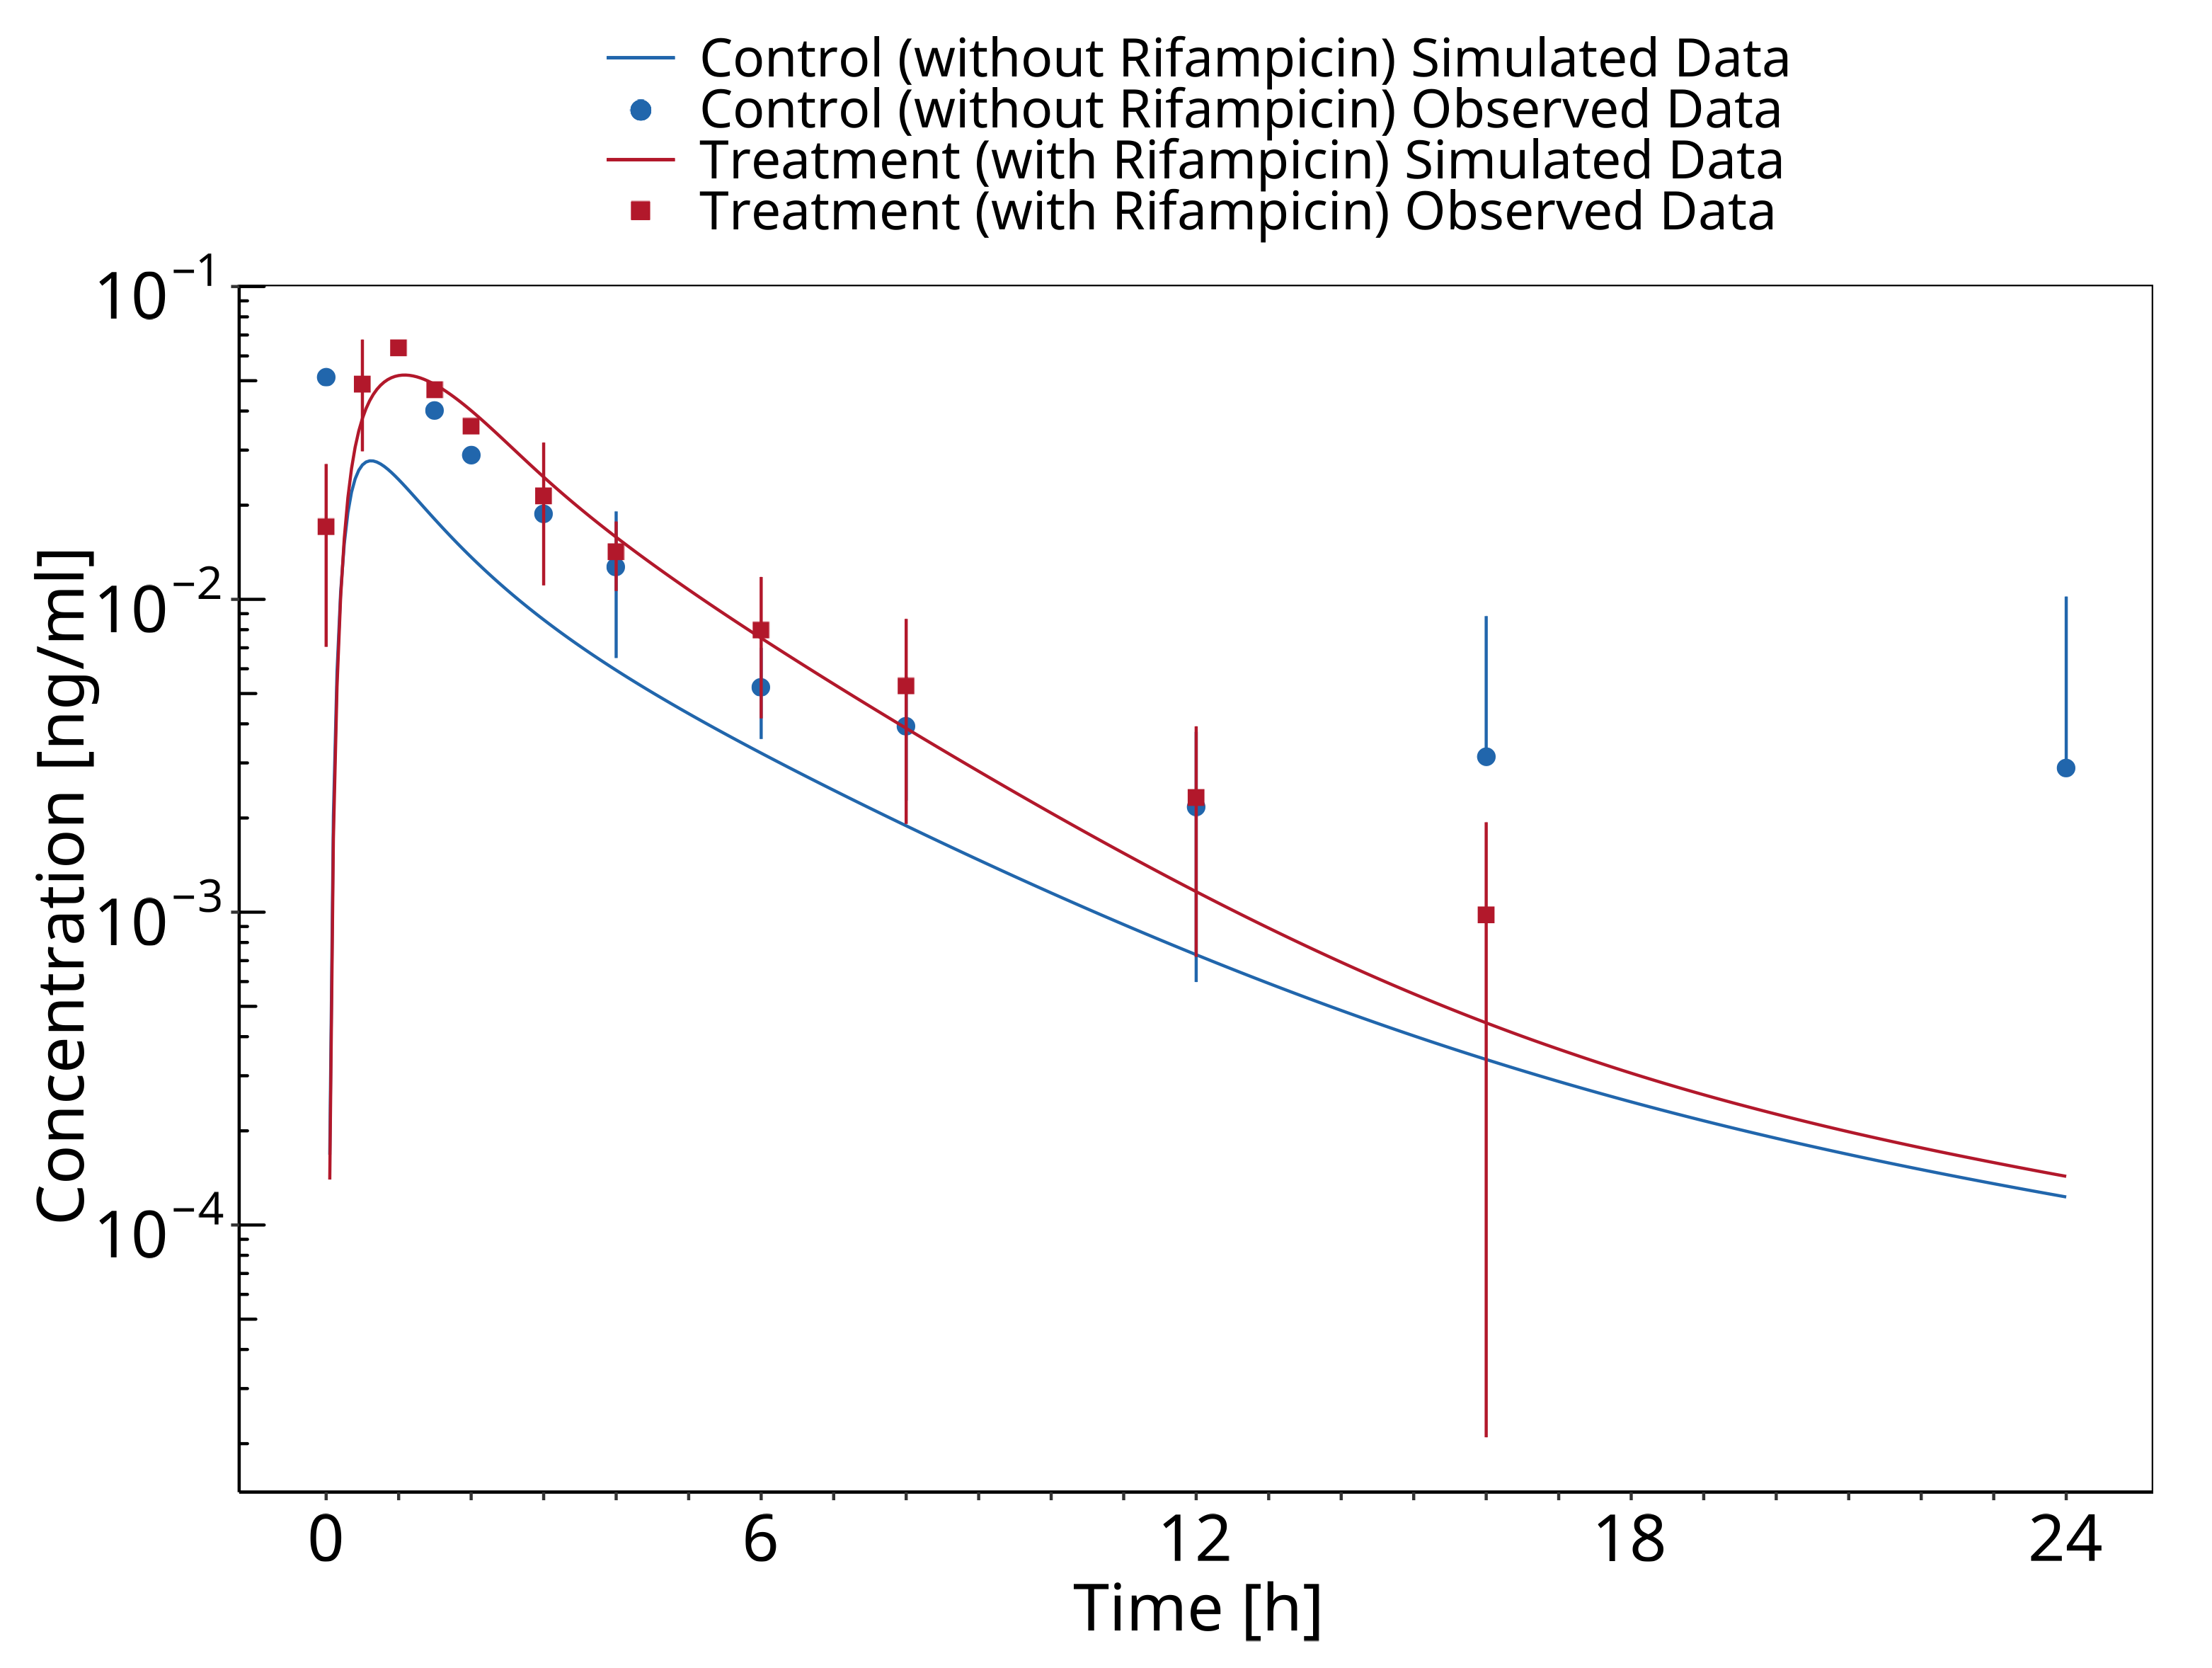 Control (without Rifampicin) Simulated Data
Control (without Rifampicin) Observed Data
Treatment (with Rifampicin) Simulated Data
Treatment (with Rifampicin) Observed Data
10⁻¹
10⁻²
10⁻³
10⁻⁴
Concentration [ng/ml]
0 6 12 18 24
Time [h]